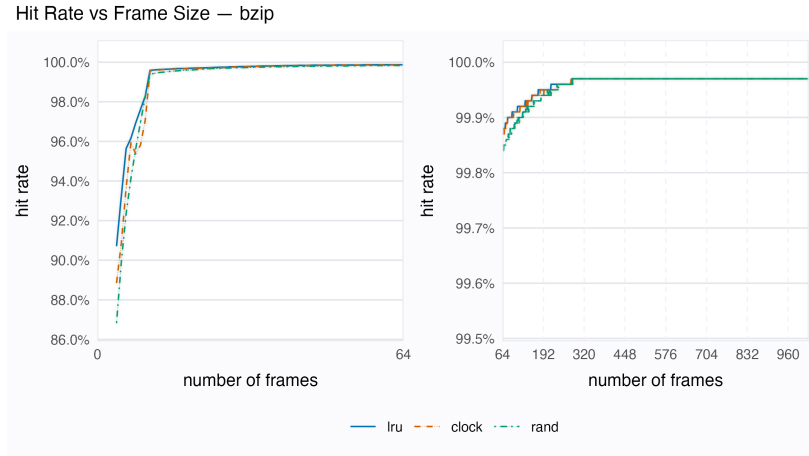 Hit Rate vs Frame Size — bzip
100.0%
98.0%
96.0%
94.0%
92.0%
90.0%
88.0%
86.0%
hit rate
0 64
number of frames
100.0%
99.9%
99.8%
99.7%
99.6%
99.5%
hit rate
64 192 320 448 576 704 832 960
number of frames
lru clock rand